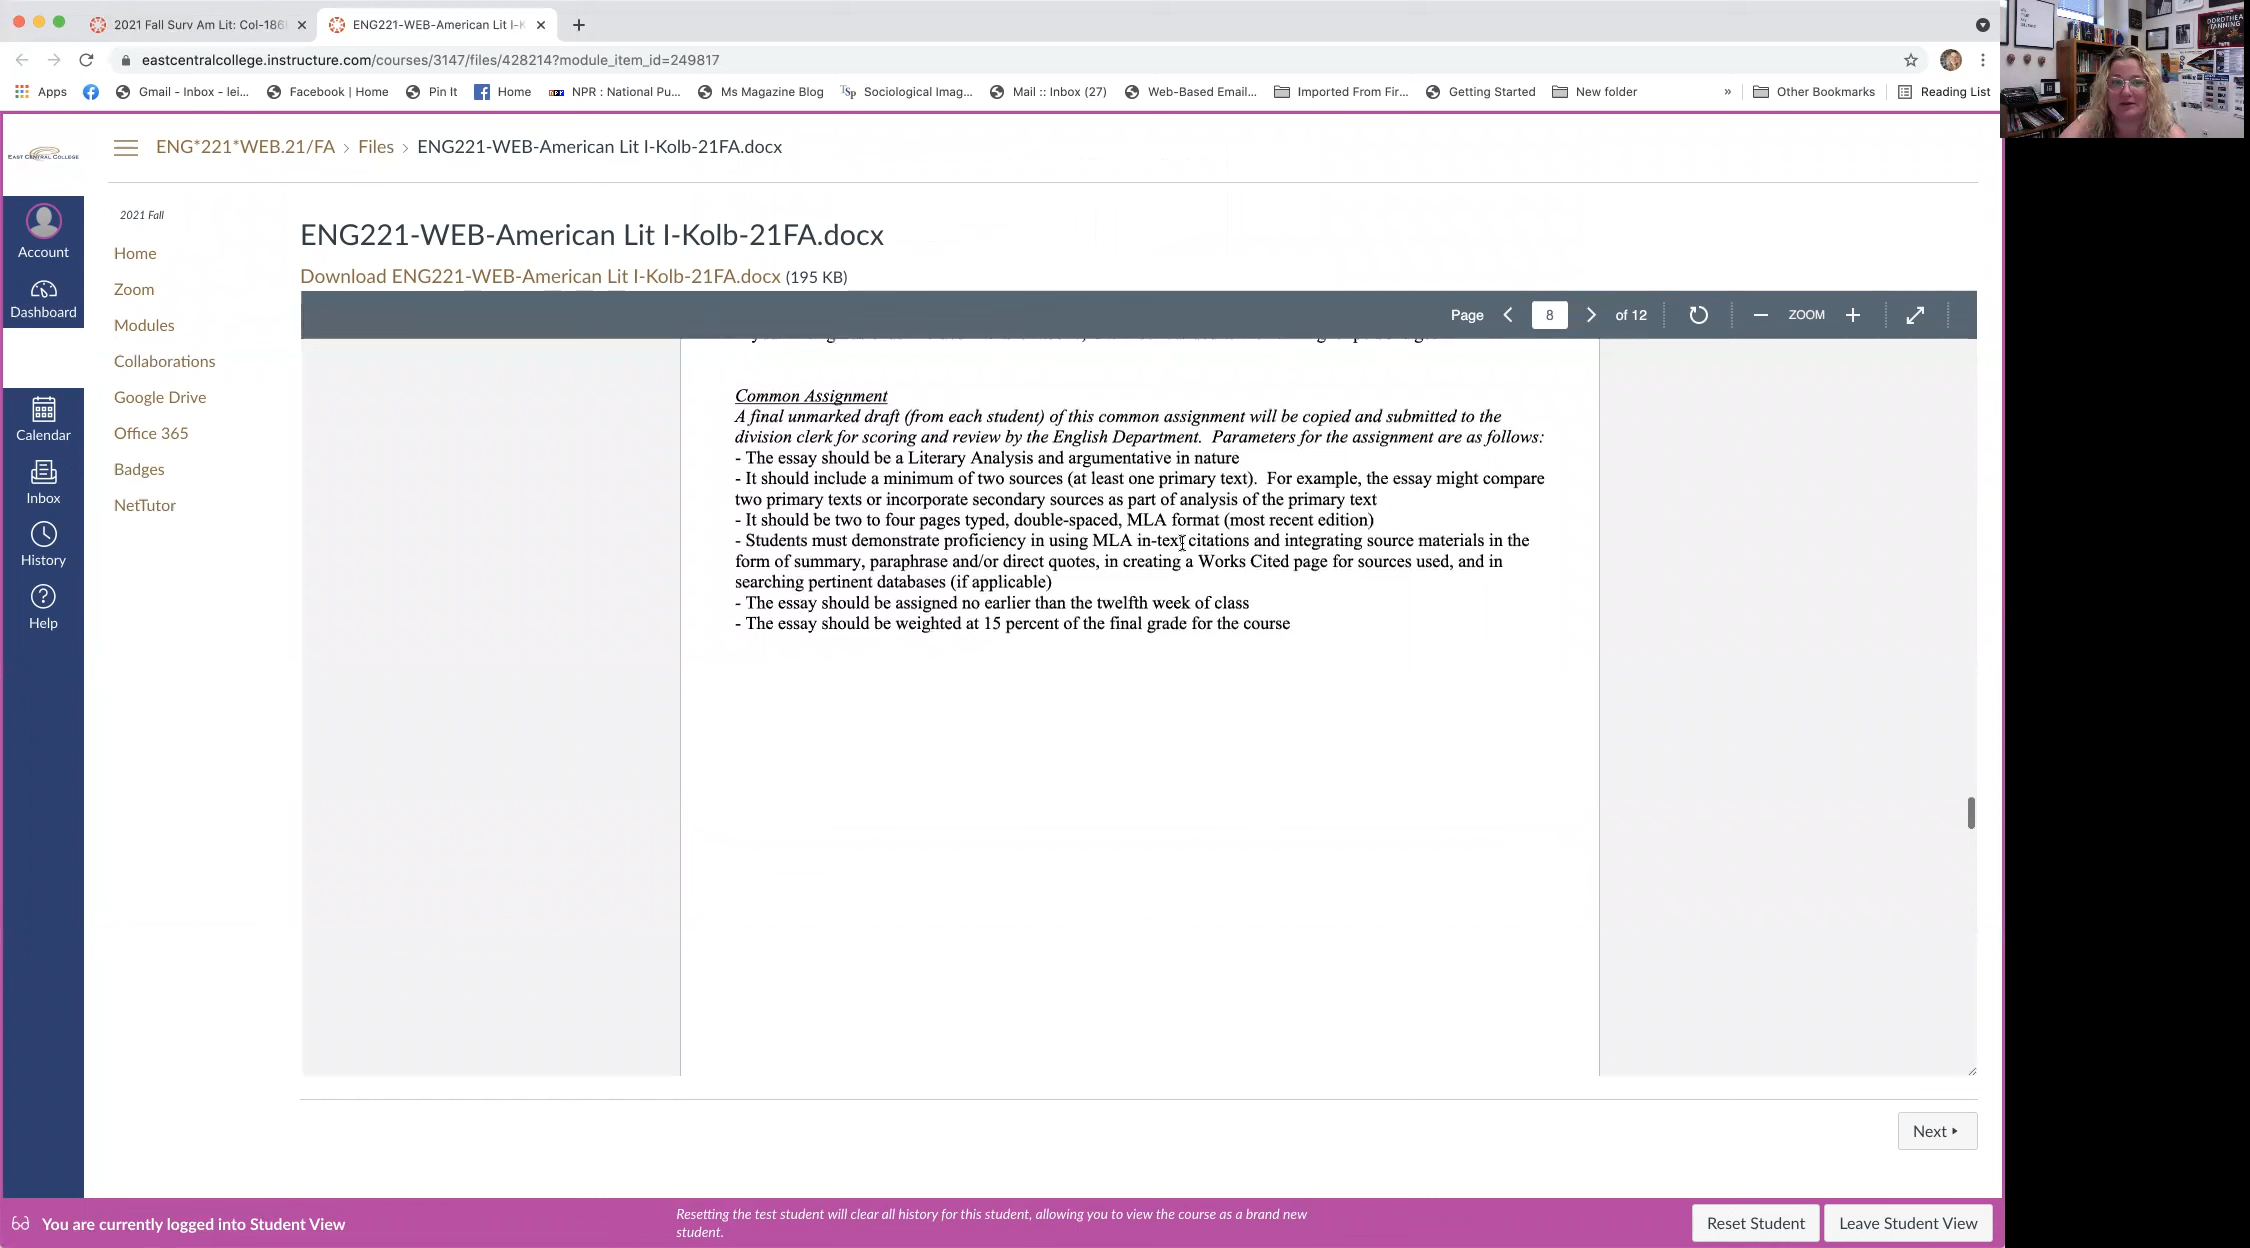 2021 Fall Surv Am Lit: Col-186
ENG221-WEB-American Lit I-K
eastcentralcollege.instructure.com/courses/3147/files/428214?module_item_id=249817
Apps
Gmail - Inbox - lei...
Facebook | Home
Pin It
Home
NPR : National Pu...
Ms Magazine Blog
Sociological Imag...
Mail :: Inbox (27)
Web-Based Email...
Imported From Fir...
Getting Started
New folder
»
Other Bookmarks
Reading List
DOROTHEA
TANNING
EAST CENTRAL COLLEGE
ENG*221*WEB.21/FA > Files > ENG221-WEB-American Lit I-Kolb-21FA.docx
Account
Dashboard
Calendar
Inbox
History
Help
2021 Fall
Home
Zoom
Modules
Collaborations
Google Drive
Office 365
Badges
NetTutor
ENG221-WEB-American Lit I-Kolb-21FA.docx
Download ENG221-WEB-American Lit I-Kolb-21FA.docx (195 KB)
Page 8 of 12 ZOOM
Common Assignment
A final unmarked draft (from each student) of this common assignment will be copied and submitted to the
division clerk for scoring and review by the English Department. Parameters for the assignment are as follows:
- The essay should be a Literary Analysis and argumentative in nature
- It should include a minimum of two sources (at least one primary text). For example, the essay might compare
two primary texts or incorporate secondary sources as part of analysis of the primary text
- It should be two to four pages typed, double-spaced, MLA format (most recent edition)
- Students must demonstrate proficiency in using MLA in-text citations and integrating source materials in the
form of summary, paraphrase and/or direct quotes, in creating a Works Cited page for sources used, and in
searching pertinent databases (if applicable)
- The essay should be assigned no earlier than the twelfth week of class
- The essay should be weighted at 15 percent of the final grade for the course
Next
You are currently logged into Student View
Resetting the test student will clear all history for this student, allowing you to view the course as a brand new
student.
Reset Student
Leave Student View